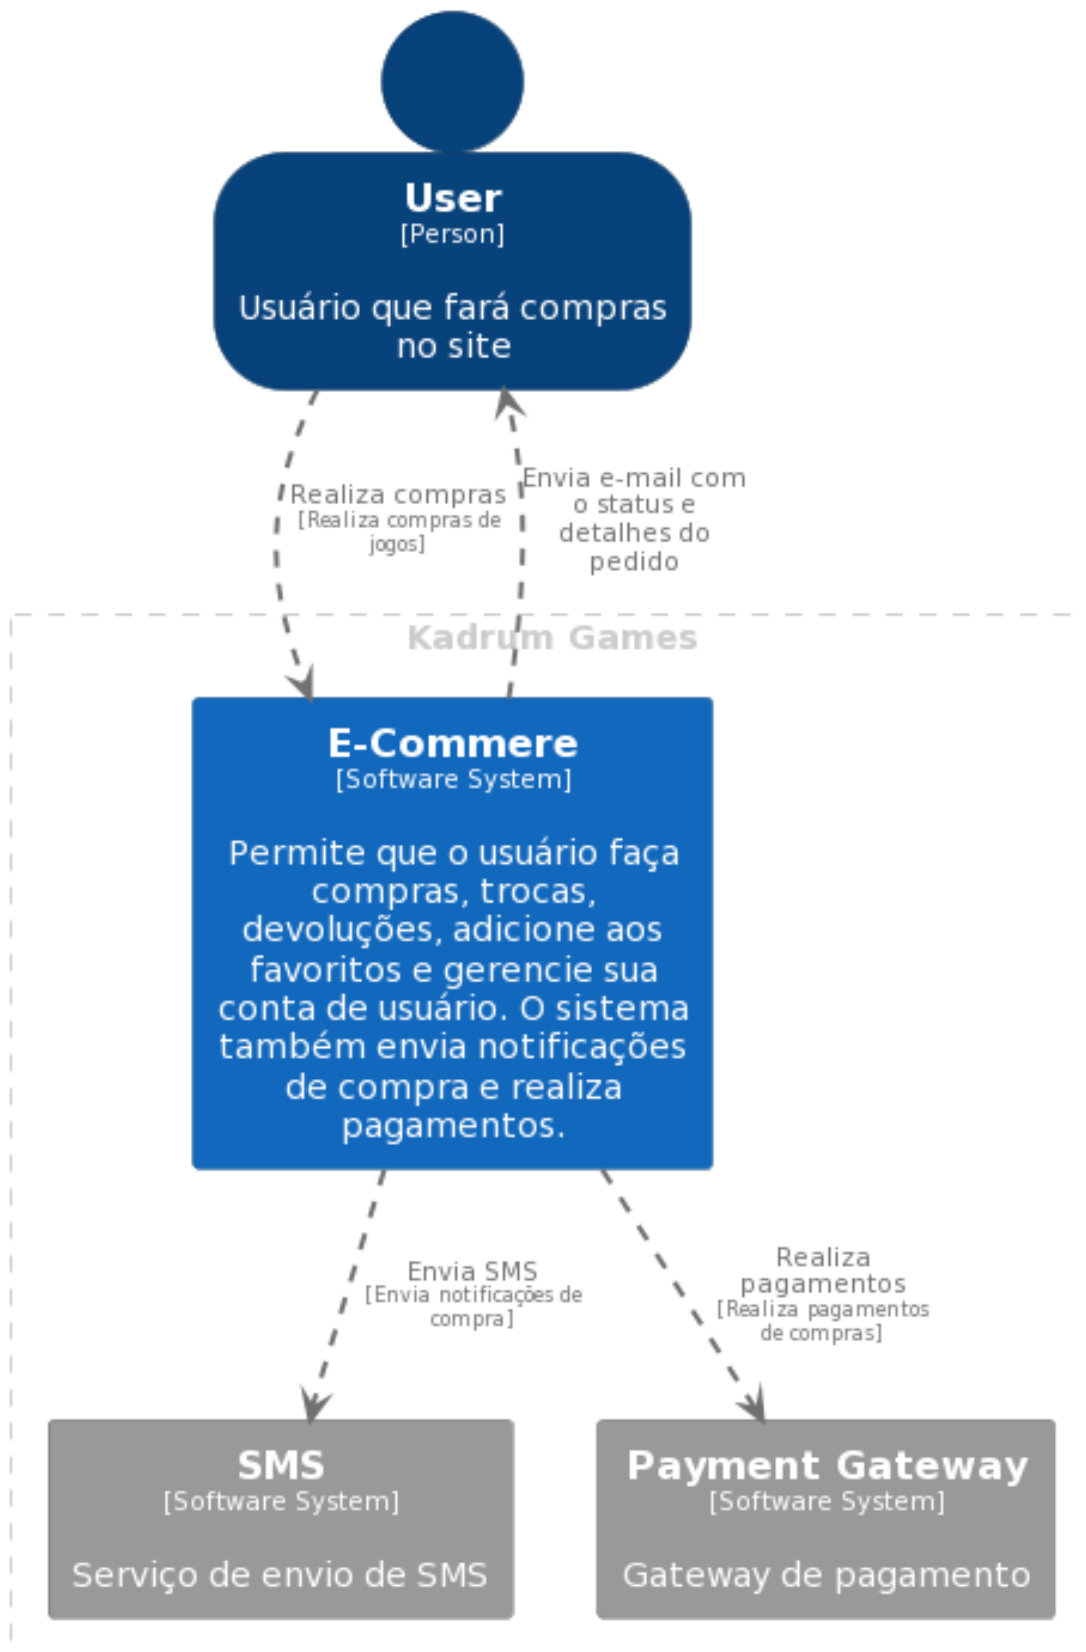 User
[Person]
Usuário que fará compras
no site
Realiza compras
[Realiza compras de
jogos]
Envia e-mail com
o status e
detalhes do
pedido
Kadrum Games
E-Commere
[Software System]
Permite que o usuário faça
compras, trocas,
devoluções, adicione aos
favoritos e gerencie sua
conta de usuário. O sistema
também envia notificações
de compra e realiza
pagamentos.
Envia SMS
[Envia notificações de
compra]
Realiza
pagamentos
[Realiza pagamentos
de compras]
SMS
[Software System]
Serviço de envio de SMS
Payment Gateway
[Software System]
Gateway de pagamento